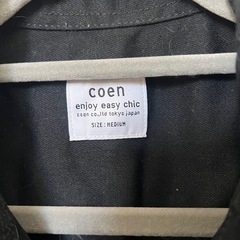 coen
enjoy easy chic
coen co.,ltd tokyo japan
SIZE: MEDIUM